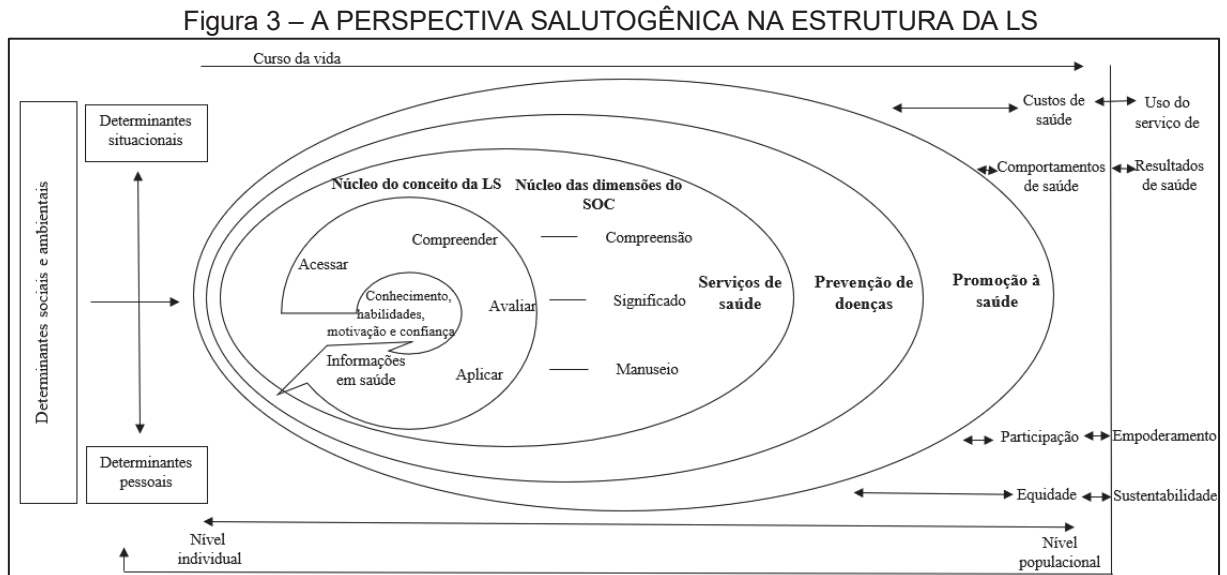 Figura 3 – A PERSPECTIVA SALUTOGÊNICA NA ESTRUTURA DA LS
Curso da vida
Determinantes sociais e ambientais
Determinantes
situacionais
Determinantes
pessoais
Núcleo do conceito da LS
Acessar
Compreender
Avaliar
Aplicar
Conhecimento,
habilidades,
motivação e confiança
Informações
em saúde
Núcleo das dimensões do
SOC
Compreensão
Significado
Manuseio
Serviços de
saúde
Prevenção de
doenças
Promoção à
saúde
Custos de
saúde
Uso do
serviço de
Comportamentos
de saúde
Resultados
de saúde
Participação
Empoderamento
Equidade
Sustentabilidade
Nível
individual
Nível
populacional